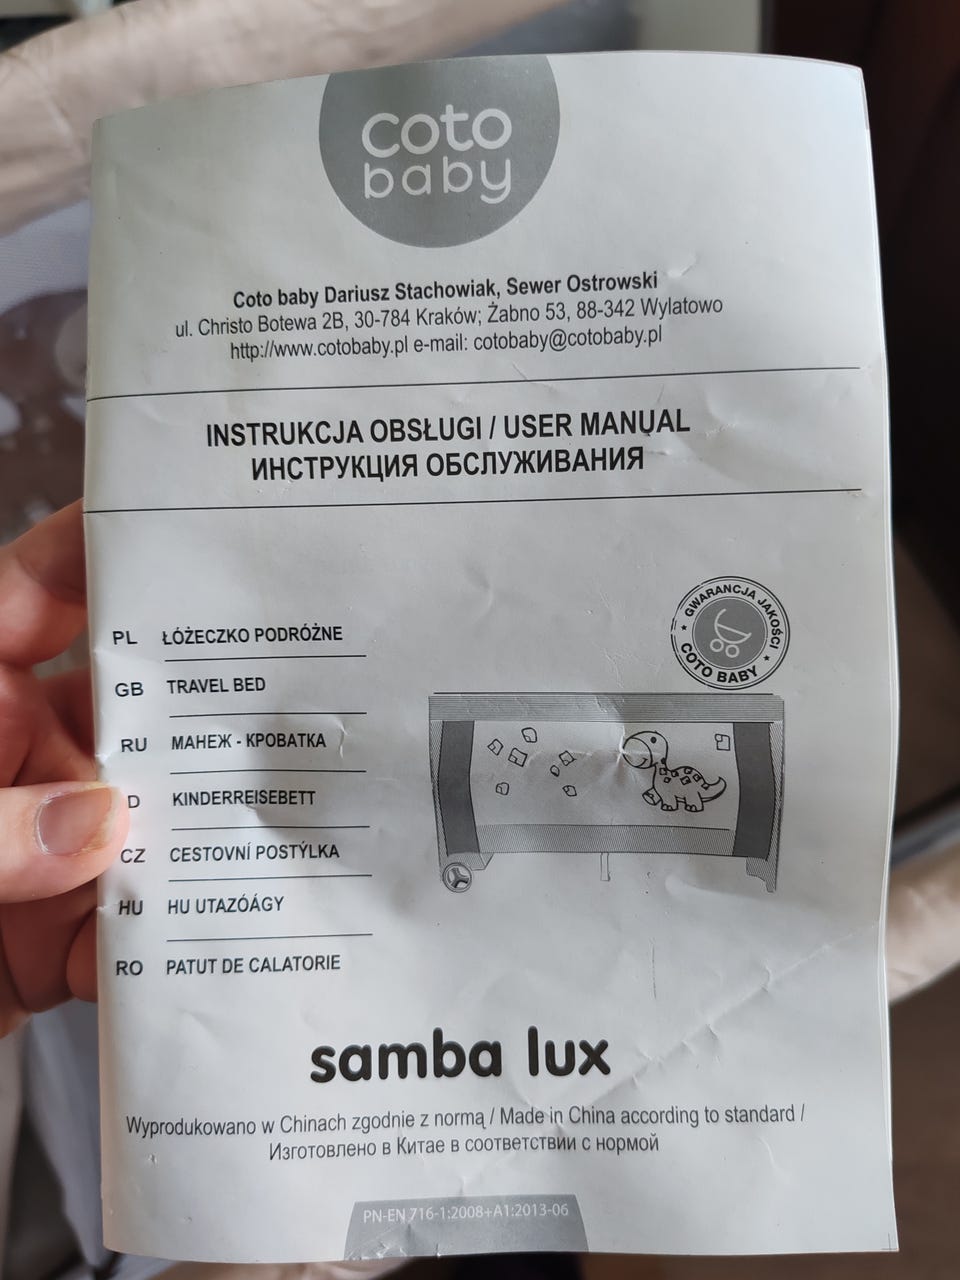 coto
baby
Coto baby Dariusz Stachowiak, Sewer Ostrowski
ul. Christo Botewa 2B, 30-784 Kraków; Żabno 53, 88-342 Wylatowo
http://www.cotobaby.pl e-mail: cotobaby@cotobaby.pl
INSTRUKCJA OBSŁUGI / USER MANUAL
ИНСТРУКЦИЯ ОБСЛУЖИВАНИЯ
GWARANCJA JAKOŚCI
COTO BABY
PL ŁÓŻECZKO PODRÓŻNE
GB TRAVEL BED
RU МАНЕЖ - КРОВАТКА
D KINDERREISEBETT
CZ CESTOVNÍ POSTÝLKA
HU HU UTAZÓÁGY
RO PATUT DE CALATORIE
samba lux
Wyprodukowano w Chinach zgodnie z normą / Made in China according to standard /
Изготовлено в Китае в соответствии с нормой
PN-EN 716-1:2008+A1:2013-06